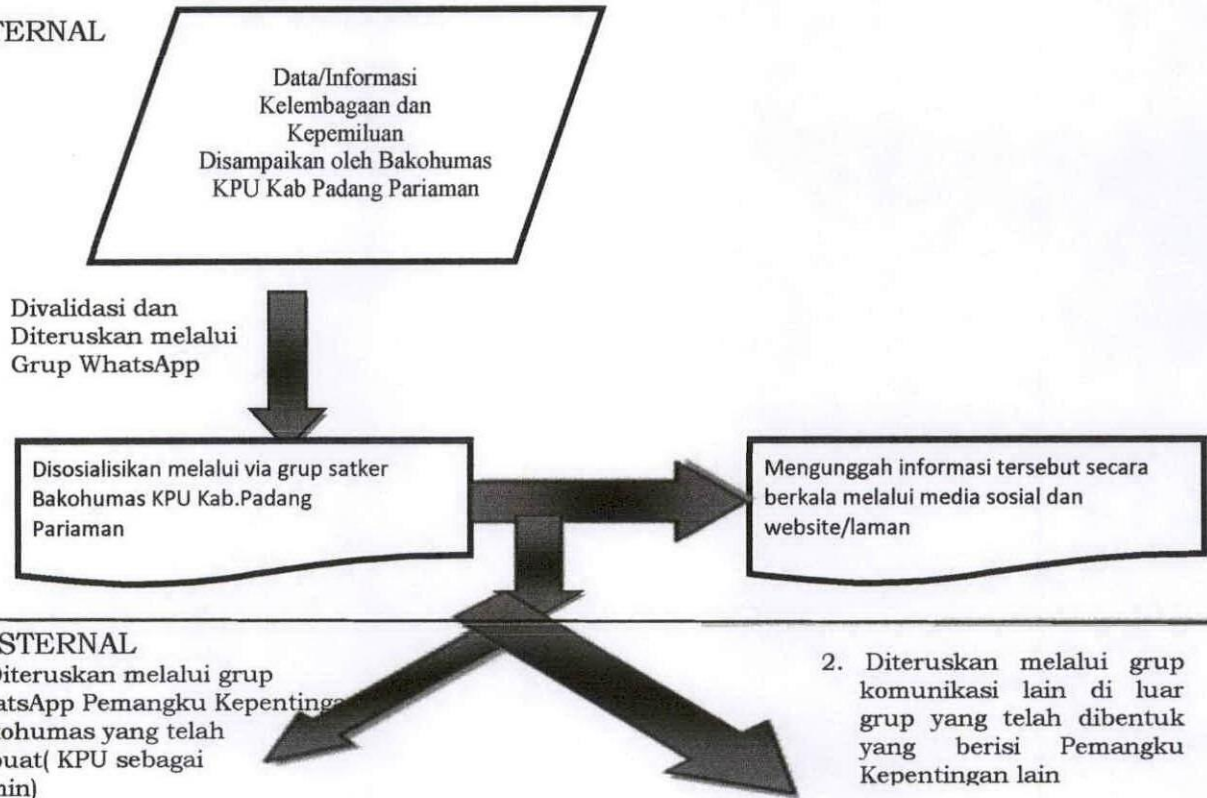 TERNAL
Data/Informasi
Kelembagaan dan
Kepemiluan
Disampaikan oleh Bakohumas
KPU Kab Padang Pariaman
Divalidasi dan
Diteruskan melalui
Grup WhatsApp
Disosialisikan melalui via grup satker
Bakohumas KPU Kab.Padang
Pariaman
Mengunggah informasi tersebut secara
berkala melalui media sosial dan
website/laman
STERNAL
Diteruskan melalui grup
atsApp Pemangku Kepentinga
ohumas yang telah
buat( KPU sebagai
min)
2. Diteruskan melalui grup
komunikasi lain di luar
grup yang telah dibentuk
yang berisi Pemangku
Kepentingan lain